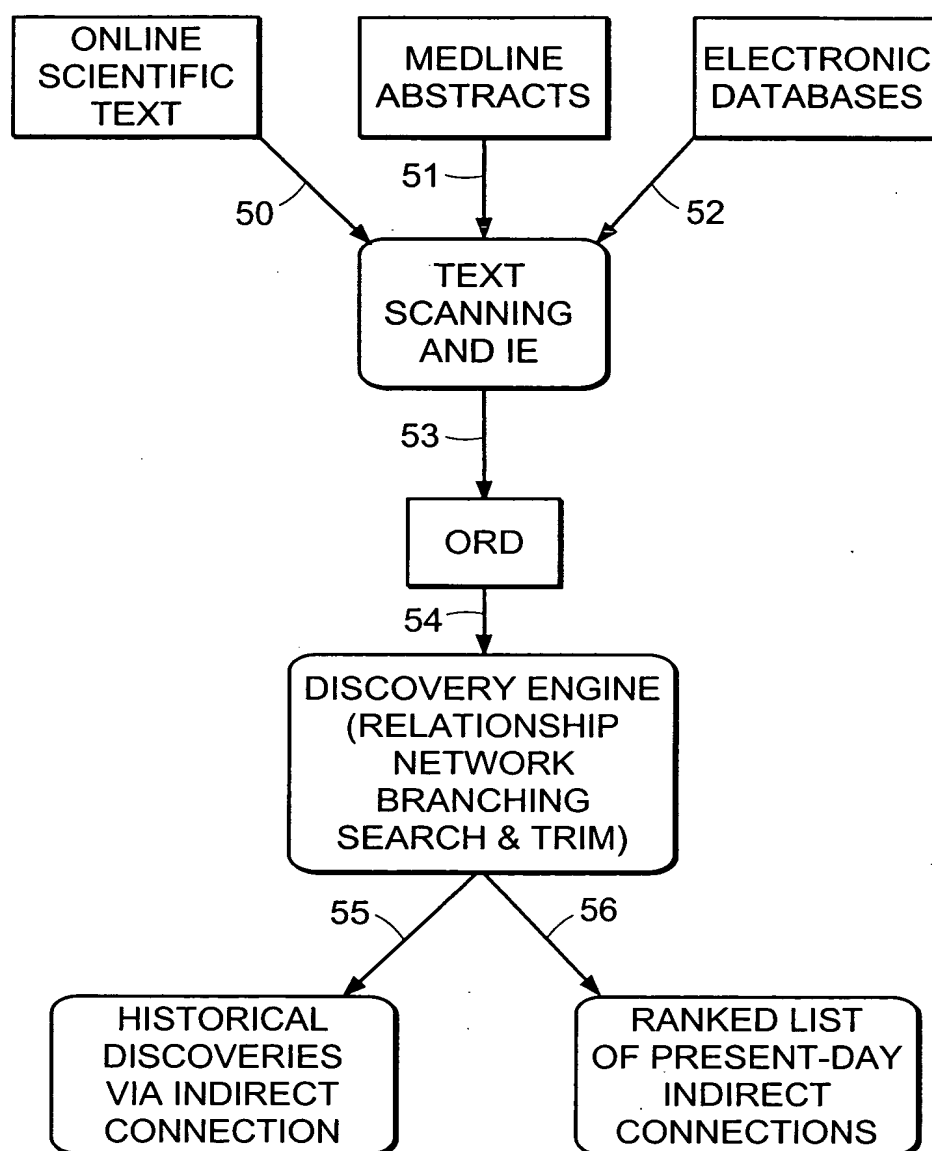 ONLINE
SCIENTIFIC
TEXT
MEDLINE
ABSTRACTS
ELECTRONIC
DATABASES
50
51
52
TEXT
SCANNING
AND IE
53
ORD
54
DISCOVERY ENGINE
(RELATIONSHIP
NETWORK
BRANCHING
SEARCH & TRIM)
55
56
HISTORICAL
DISCOVERIES
VIA INDIRECT
CONNECTION
RANKED LIST
OF PRESENT-DAY
INDIRECT
CONNECTIONS